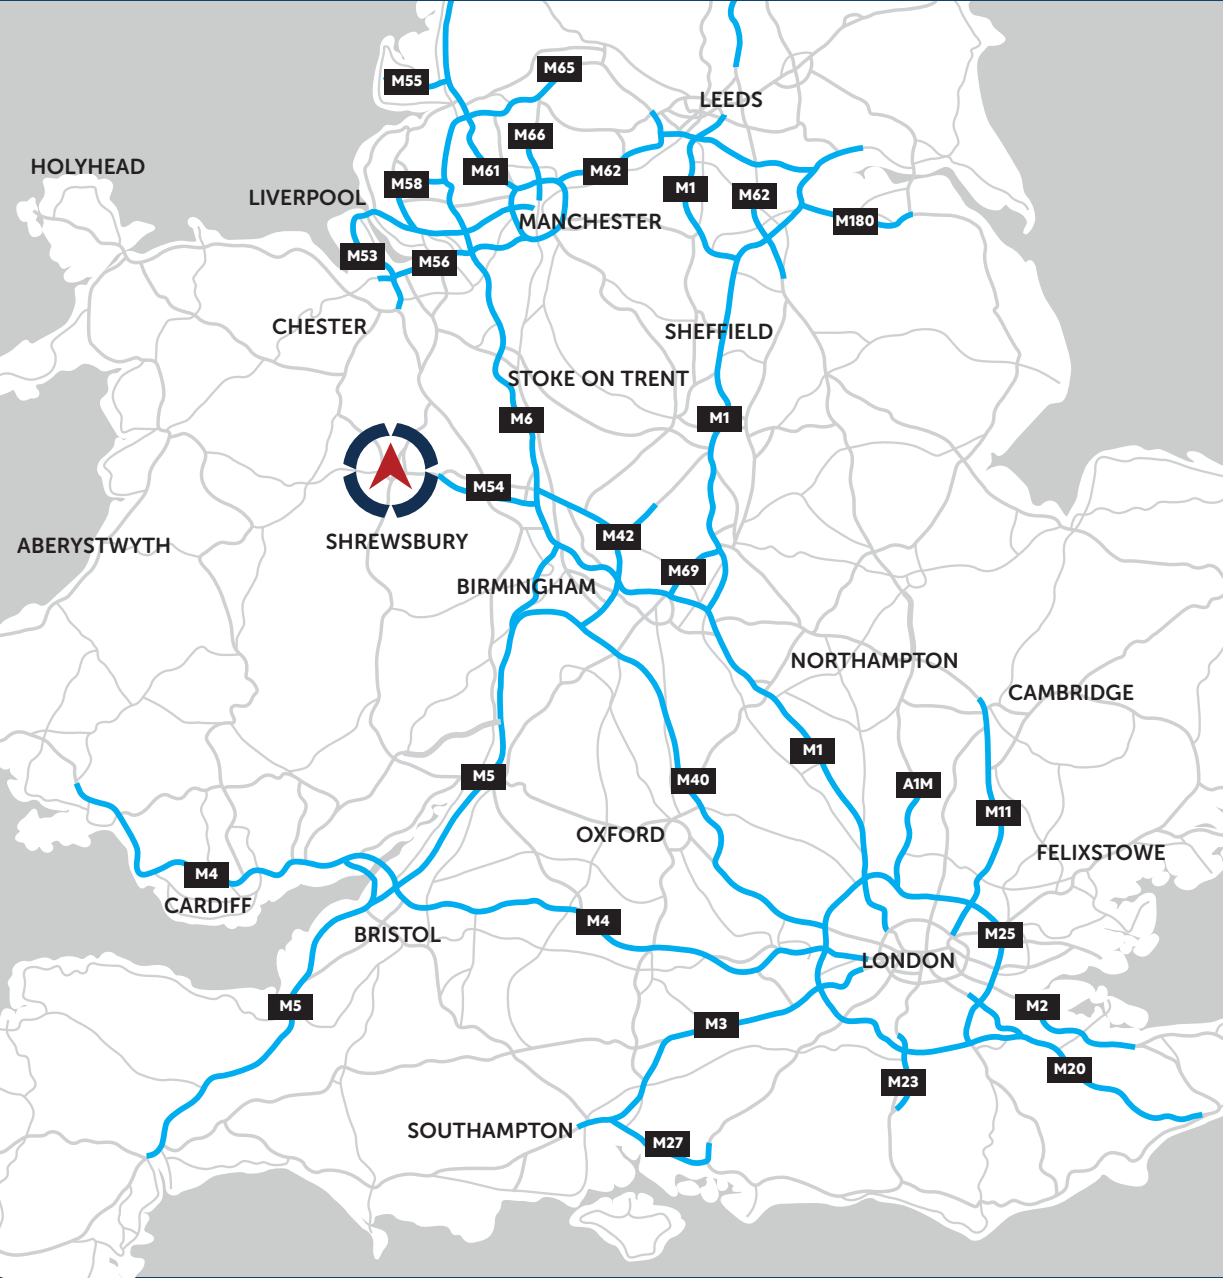 M65
M55
LEEDS
M66
HOLYHEAD
M61
M62
M58
M1
M62
LIVERPOOL
MANCHESTER
M180
M53
M56
CHESTER
SHEFFIELD
STOKE ON TRENT
M6
M1
M54
M42
SHREWSBURY
ABERYSTWYTH
M69
BIRMINGHAM
NORTHAMPTON
CAMBRIDGE
M1
M5
M40
A1M
M11
OXFORD
FELIXSTOWE
M4
CARDIFF
M4
BRISTOL
M25
LONDON
M5
M2
M3
M20
M23
SOUTHAMPTON
M27